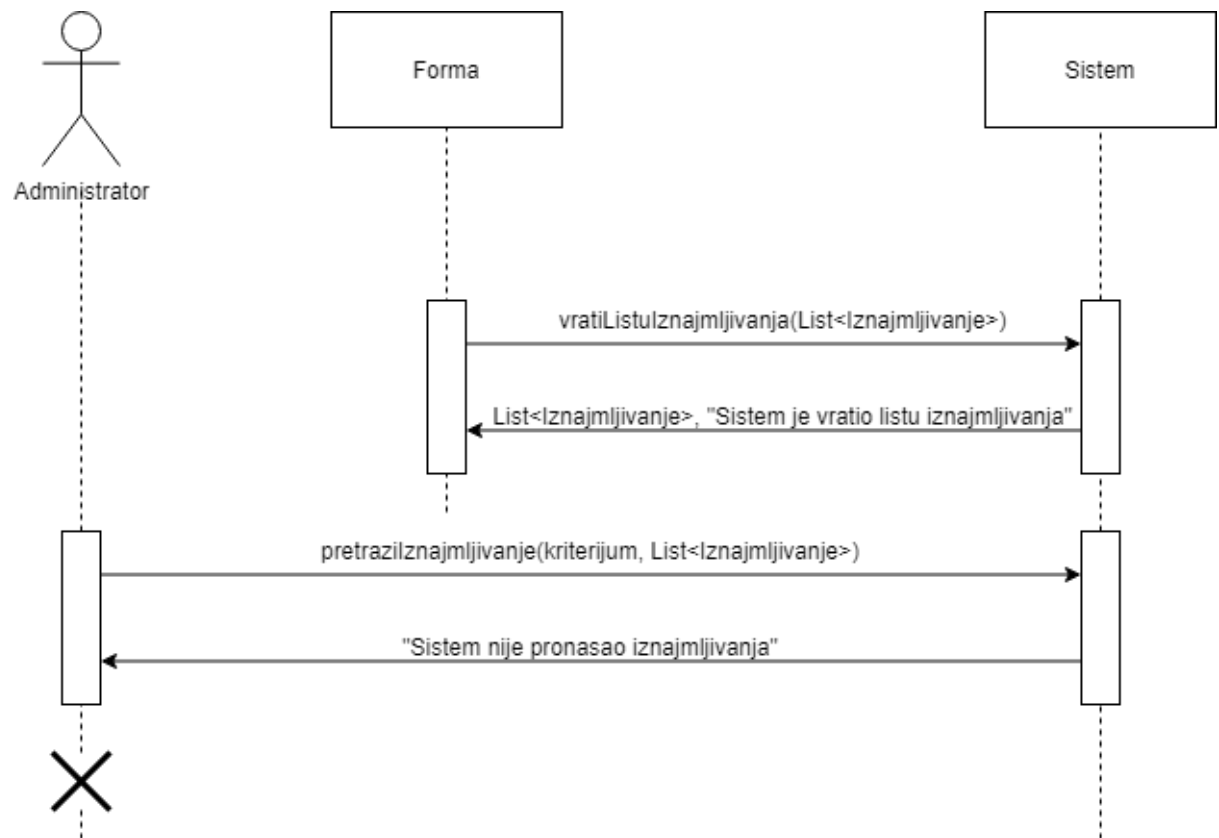 Forma
Sistem
Administrator
vratiListuIznajmljivanja(List<Iznajmljivanje>)
List<Iznajmljivanje>, "Sistem je vratio listu iznajmljivanja"
pretraziIznajmljivanje(kriterijum, List<Iznajmljivanje>)
"Sistem nije pronasao iznajmljivanja"